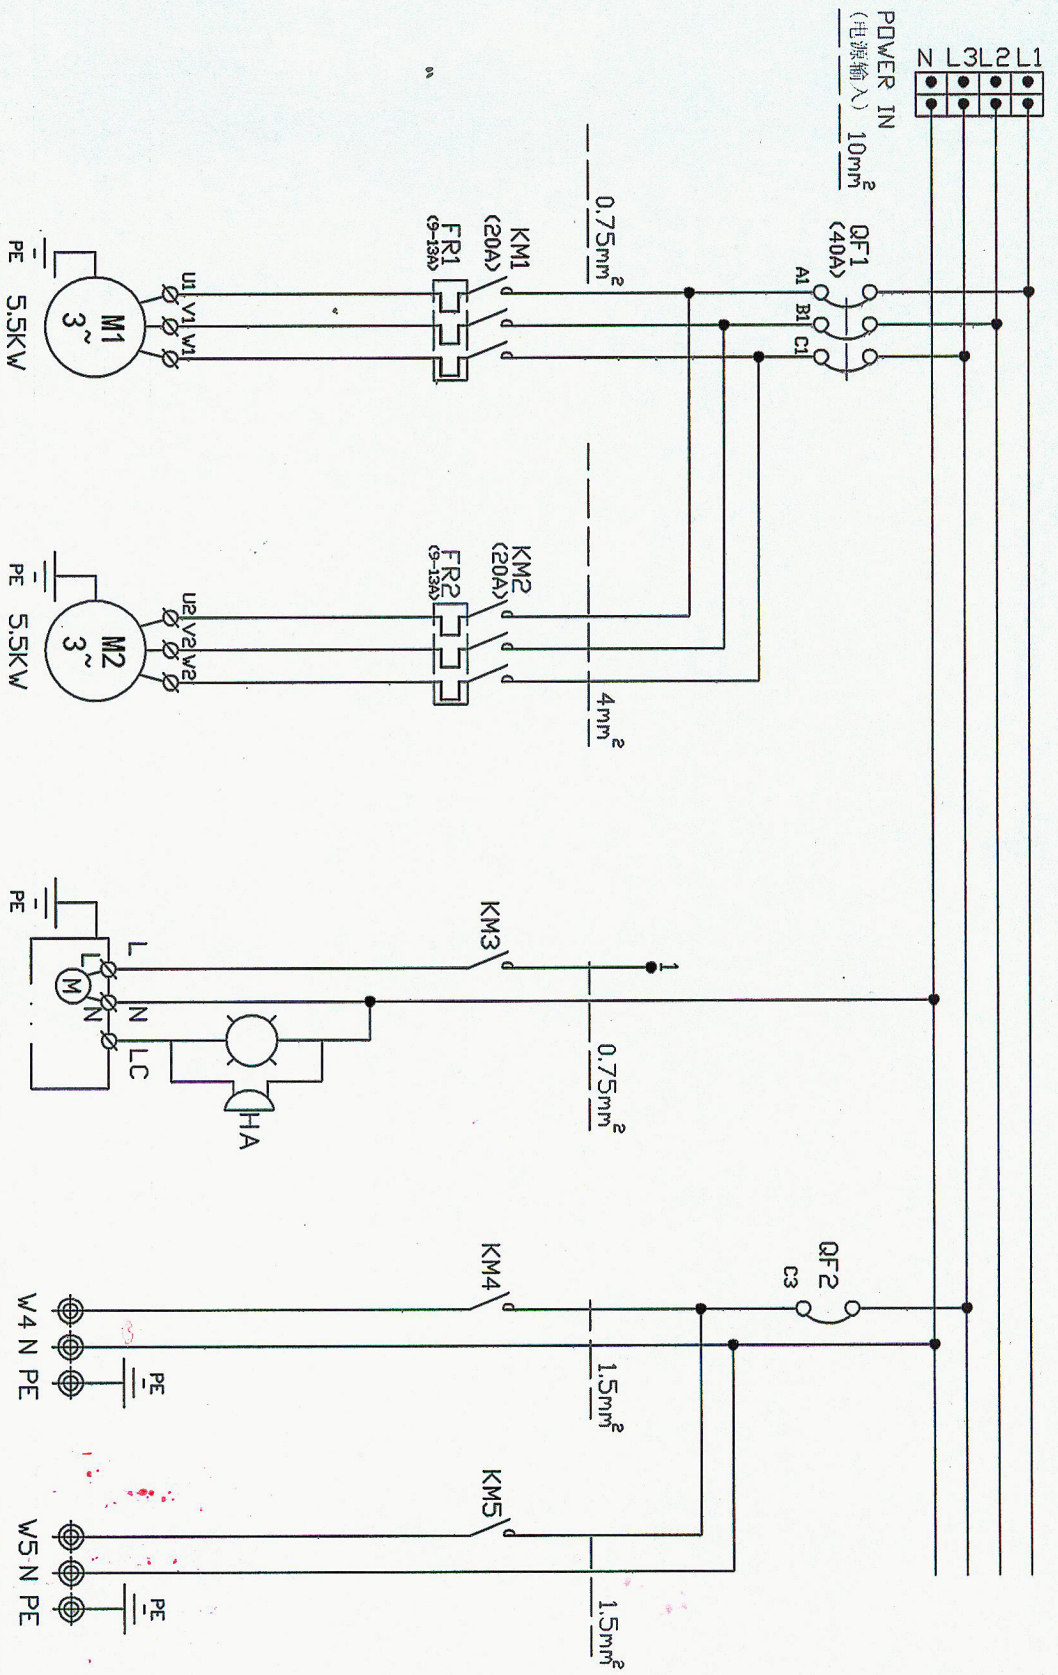 N L3 L2 L1
POWER IN
(电源输入) 10mm²
QF1
(40A)
A1
B1
C1
0.75mm²
KM1
(20A)
FR1
(9-13A)
U1
V1
W1
M1
3~
PE
5.5KW
4mm²
KM2
(20A)
FR2
(9-13A)
U2
V2
W2
M2
3~
PE
5.5KW
1
KM3
0.75mm²
L
L
N
N
LC
M
HA
PE
QF2
C3
KM4
1.5mm²
PE
W4 N PE
KM5
1.5mm²
PE
W5 N PE